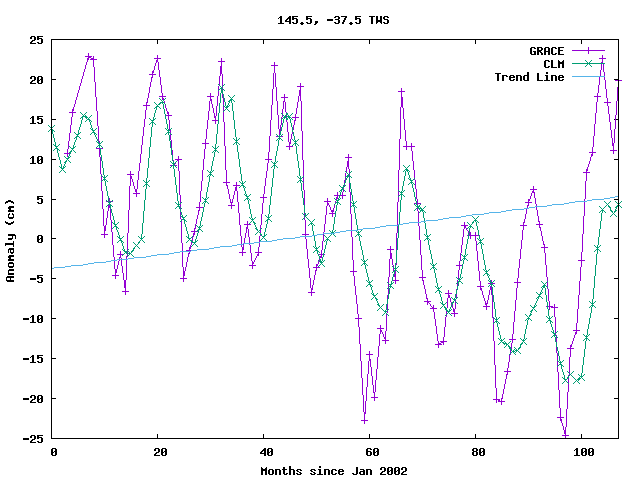 145.5, -37.5 TWS
GRACE
CLM
Trend Line
25
20
15
10
5
0
-5
-10
-15
-20
-25
Anomaly (cm)
0 20 40 60 80 100
Months since Jan 2002